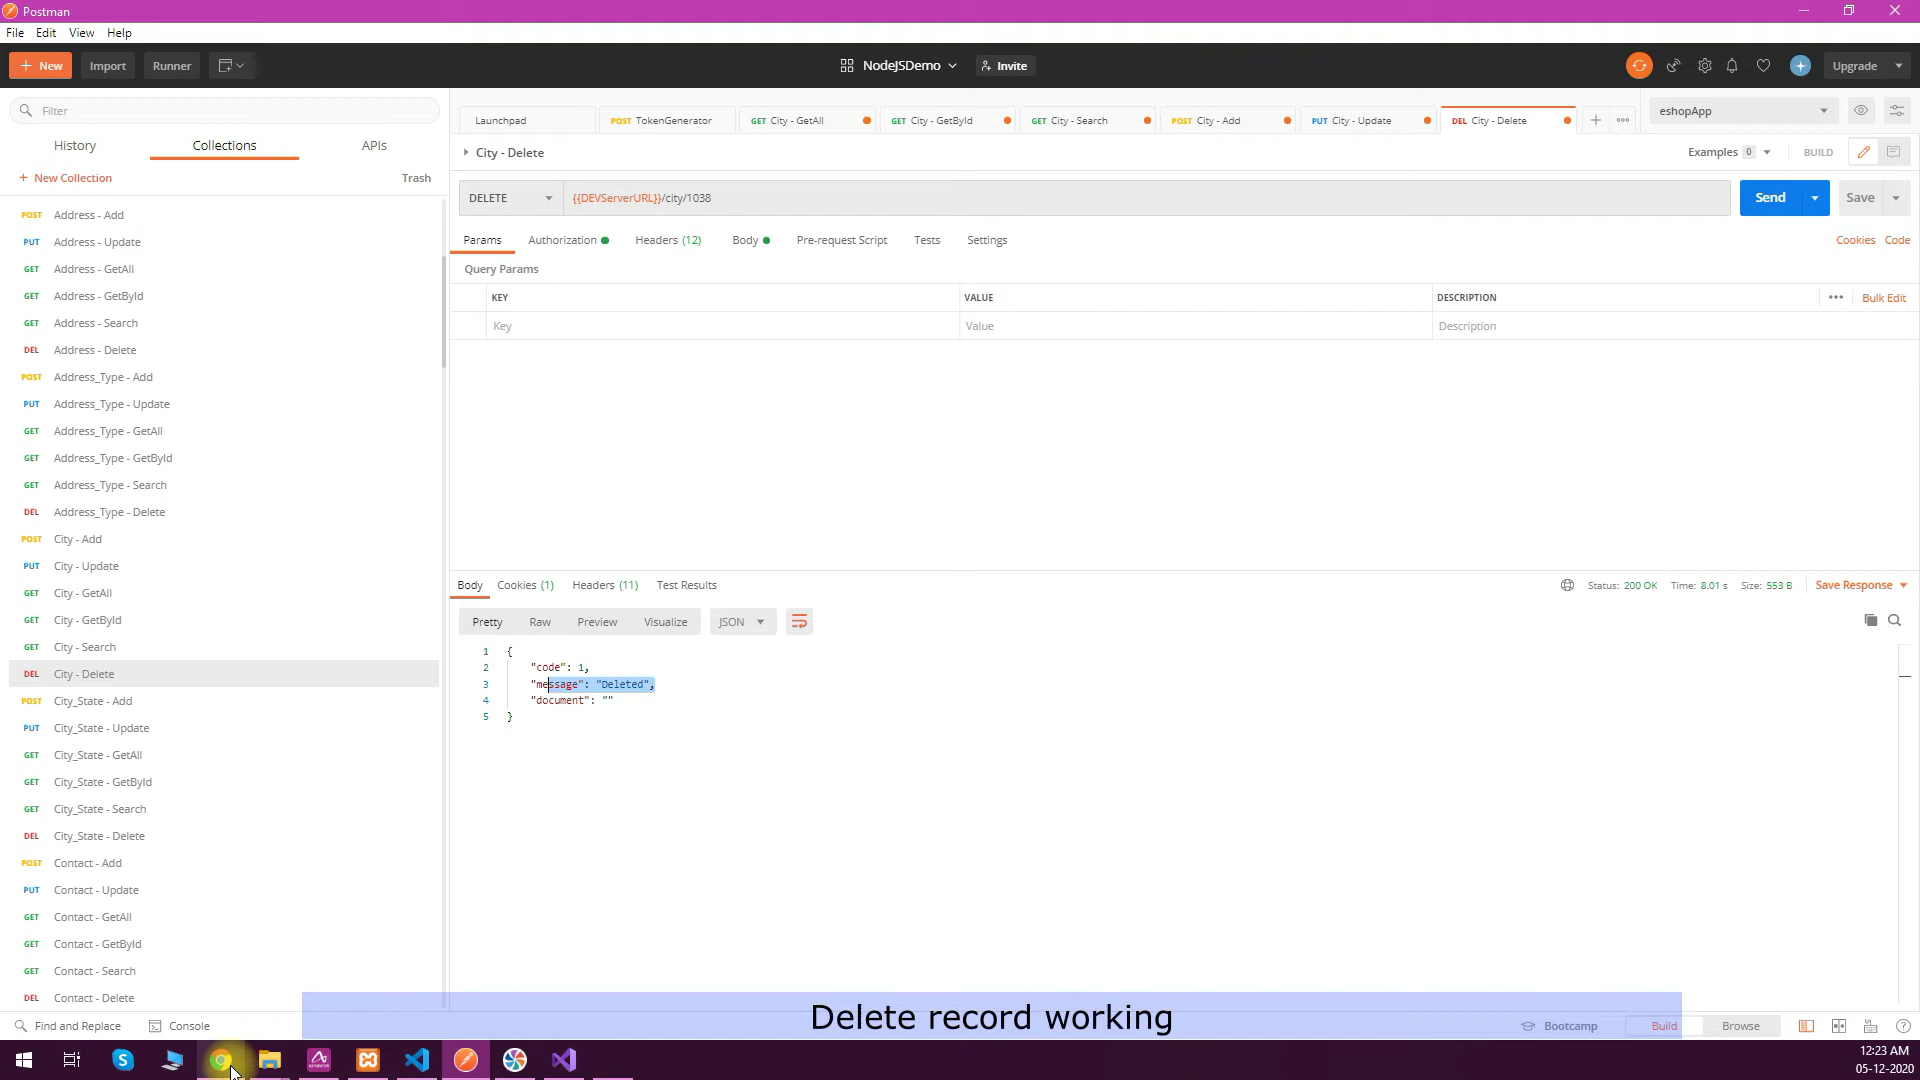 Postman
File Edit View Help
New Import Runner NodeJSDemo Invite Upgrade
Filter
History Collections APIs
+ New Collection Trash
POST Address - Add
PUT Address - Update
GET Address - GetAll
GET Address - GetById
GET Address - Search
DEL Address - Delete
POST Address_Type - Add
PUT Address_Type - Update
GET Address_Type - GetAll
GET Address_Type - GetById
GET Address_Type - Search
DEL Address_Type - Delete
POST City - Add
PUT City - Update
GET City - GetAll
GET City - GetById
GET City - Search
DEL City - Delete
POST City_State - Add
PUT City_State - Update
GET City_State - GetAll
GET City_State - GetById
GET City_State - Search
DEL City_State - Delete
POST Contact - Add
PUT Contact - Update
GET Contact - GetAll
GET Contact - GetById
GET Contact - Search
DEL Contact - Delete
Launchpad POST TokenGenerator GET City - GetAll GET City - GetById GET City - Search POST City - Add PUT City - Update DEL City - Delete eshopApp
City - Delete Examples 0 BUILD
DELETE {{DEVServerURL}}/city/1038 Send Save
Params Authorization Headers (12) Body Pre-request Script Tests Settings Cookies Code
Query Params
KEY VALUE DESCRIPTION Bulk Edit
Key Value Description
Body Cookies (1) Headers (11) Test Results Status: 200 OK Time: 8.01 s Size: 553 B Save Response
Pretty Raw Preview Visualize JSON
1 {
2 "code": 1,
3 "message": "Deleted",
4 "document": ""
5 }
Find and Replace Console Bootcamp Build Browse
Delete record working
12:23 AM
05-12-2020